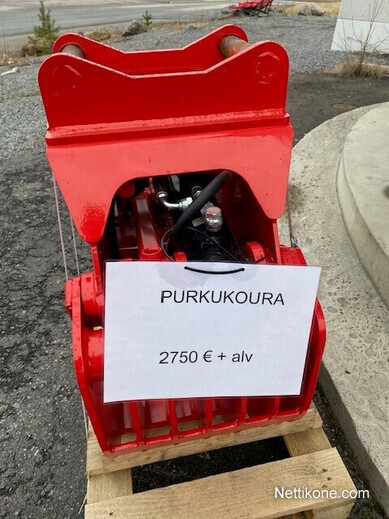 PURKUKOURA
2750 € + alv
Nettikone.com